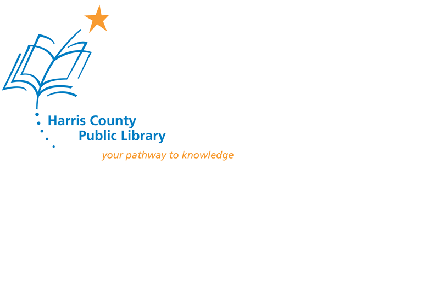 Harris County
Public Library
your pathway to knowledge